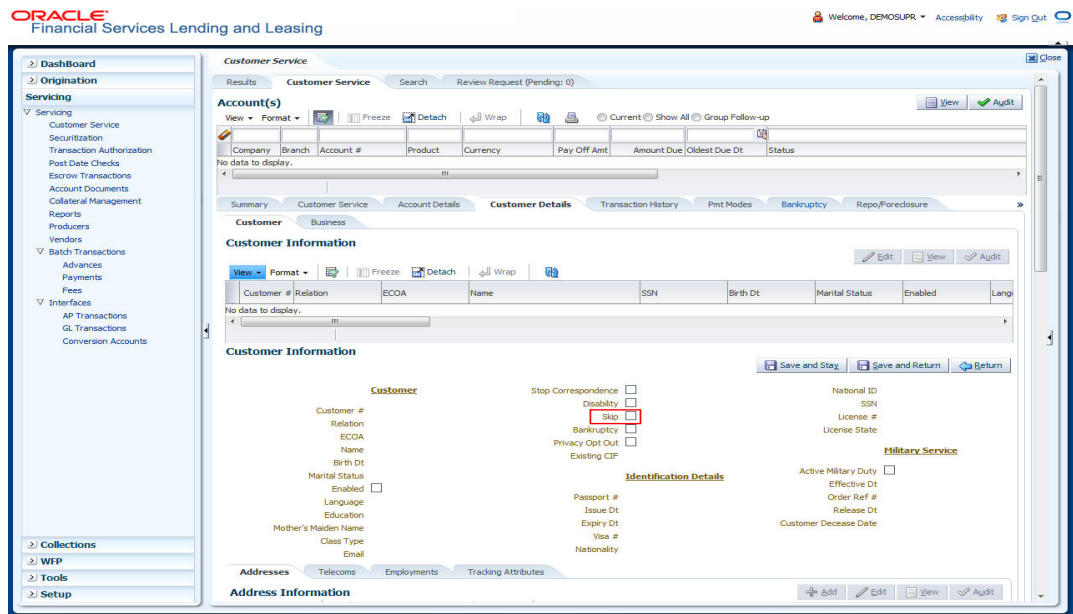 ORACLE®
Financial Services Lending and Leasing
Welcome, DEMOSUPR Accessibility Sign Out
Close
DashBoard
Origination
Servicing
Servicing
Customer Service
Securitization
Transaction Authorization
Post Date Checks
Escrow Transactions
Account Documents
Collateral Management
Reports
Producers
Vendors
Batch Transactions
Advances
Payments
Fees
Interfaces
AP Transactions
GL Transactions
Conversion Accounts
Collections
WFP
Tools
Setup
Customer Service
Results Customer Service Search Review Request (Pending: 0)
Account(s)
View Audit
View Format Freeze Detach Wrap Current Show All Group Follow-up
Company Branch Account # Product Currency Pay Off Amt Amount Due Oldest Due Dt Status
No data to display.
Summary Customer Service Account Details Customer Details Transaction History Pmt Modes Bankruptcy Repo/Foreclosure »
Customer Business
Customer Information
Edit View Audit
View Format Freeze Detach Wrap
Customer # Relation ECOA Name SSN Birth Dt Marital Status Enabled Lang
No data to display.
Customer Information
Save and Stay Save and Return Return
Customer
Customer #
Relation
ECOA
Name
Birth Dt
Marital Status
Enabled
Language
Education
Mother's Maiden Name
Class Type
Email
Stop Correspondence
Disability
Skip
Bankruptcy
Privacy Opt Out
Existing CIF
Identification Details
Passport #
Issue Dt
Expiry Dt
Visa #
Nationality
National ID
SSN
License #
License State
Military Service
Active Military Duty
Effective Dt
Order Ref #
Release Dt
Customer Decease Date
Addresses Telecoms Employments Tracking Attributes
Address Information
Add Edit View Audit